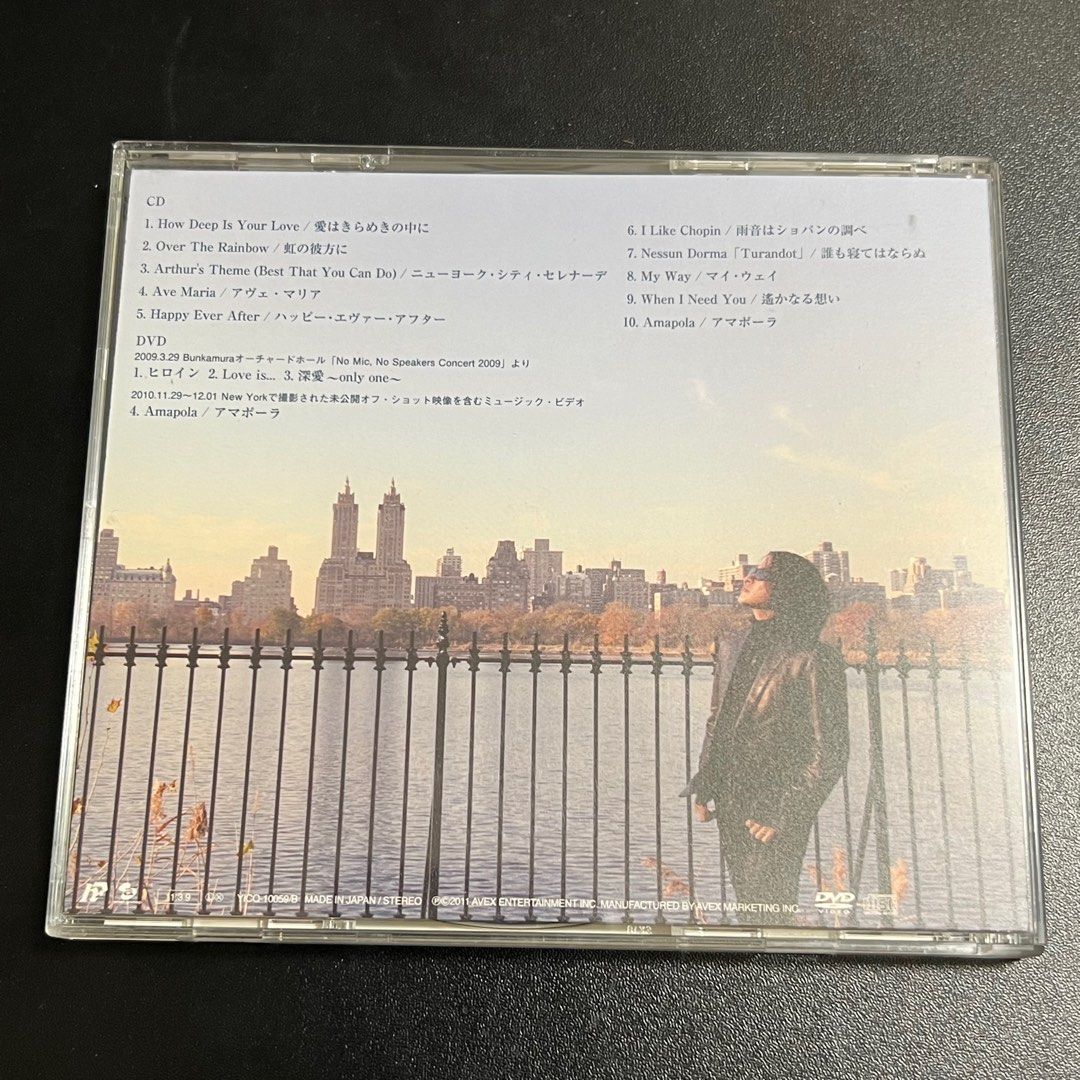 CD
1. How Deep Is Your Love / 愛はきらめきの中に
2. Over The Rainbow / 虹の彼方に
3. Arthur's Theme (Best That You Can Do) / ニューヨーク・シティ・セレナーデ
4. Ave Maria / アヴェ・マリア
5. Happy Ever After / ハッピー・エヴァー・アフター
6. I Like Chopin / 雨音はショパンの調べ
7. Nessun Dorma「Turandot」/ 誰も寝てはならぬ
8. My Way / マイ・ウェイ
9. When I Need You / 遙かなる想い
10. Amapola / アマポーラ
DVD
2009.3.29 Bunkamuraオーチャードホール「No Mic, No Speakers Concert 2009」より
1. ヒロイン 2. Love is... 3. 深愛〜only one〜
2010.11.29〜12.01 New Yorkで撮影された未公開オフ・ショット映像を含むミュージック・ビデオ
4. Amapola / アマポーラ
YICQ-10059/B MADE IN JAPAN / STEREO ℗©2011 AVEX ENTERTAINMENT INC. MANUFACTURED BY AVEX MARKETING INC. DVD VIDEO